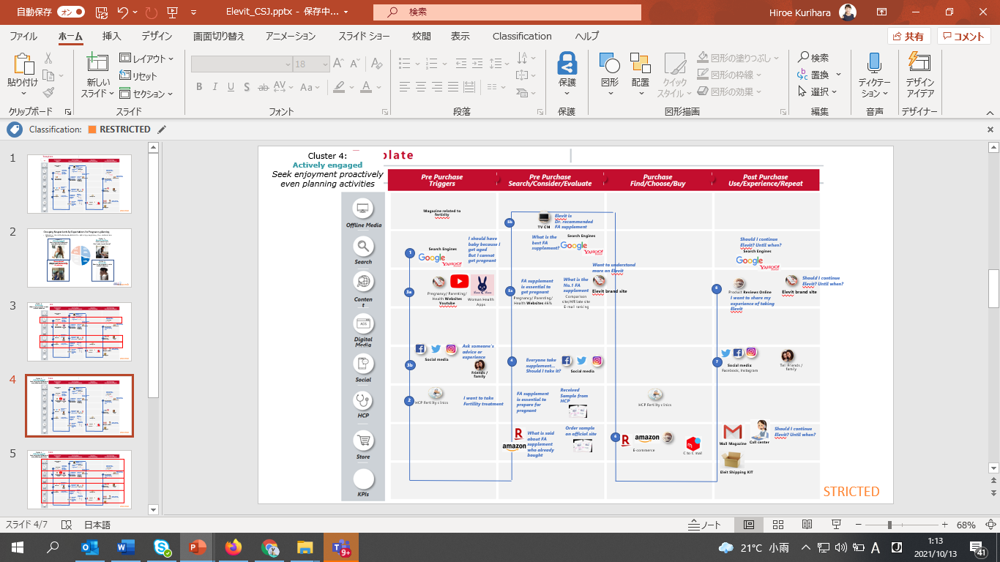 自動保存
オン
Elevit_CSJ.pptx - 保存中...
検索
Hiroe Kurihara
ファイル
ホーム
挿入
デザイン
画面切り替え
アニメーション
スライド ショー
校閲
表示
Classification
ヘルプ
共有
コメント
貼り付け
新しい
スライド
レイアウト
リセット
セクション
18
B
I
U
S
ab
AV
Aa
A
保護
図形
配置
クイック
スタイル
図形の塗りつぶし
図形の枠線
図形の効果
検索
置換
選択
ディクテー
ション
デザイン
アイデア
クリップボード
スライド
フォント
段落
保護
図形描画
編集
音声
デザイナー
Classification:
RESTRICTED
1
2
3
4
5
Cluster 4:
Actively engaged
Seek enjoyment proactively
even planning activities
plate
Pre Purchase
Triggers
Pre Purchase
Search/Consider/Evaluate
Purchase
Find/Choose/Buy
Post Purchase
Use/Experience/Repeat
Offline Media
Magazine related to
fertirity
5b
TV CM
Elevit is
Dr. recommended
FA supplement
Search
1
Search Engines
Google
YAHOO!
I should have
baby because I
get aged
But I cannot
get pregnant
What is the
best FA
supplement?
Search Engines
Google
YAHOO!
Should I continue
Elevit? Until when?
Search Engines
Google
YAHOO!
Want to understand
more on Elevit
Conten
t
3a
Pregnancy/ Parenting/
Health Websites
Youtube
Woman Health
Apps
5a
FA supplement
is essential to
get pregnant
Pregnancy/ Parenting/
Health Websites 46%
What is the
No.1 FA
supplement
Comparison
site/Affiliate site
E-mail ranking
Elevit brand site
8
Product Reviews Online
I want to share my
experience of taking
Elevit
Elevit brand site
Should I continue
Elevit? Until when?
ADS
Digital
Media
Social
3b
Social media
Ask someone's
advice or
experience
Friends /
family
4
Everyone take
supplement...
Should I take it?
Social media
7
Social media
Facebook, Instagram
Tell Friends /
family
HCP
2
HCP Fertility clinics
I want to take
Fertility treatment
FA supplement
is essential to
prepare for
pregnant
Received
Sample from
HCP
HCP Fertility clinics
Store
R
amazon
What is said
about FA
supplement
who already
bought
Order sample
on official site
6
R
amazon
E-commerce
C to C mail
Mail Magazine
Call center
Should I continue
Elevit? Until when?
Eleit Shipping KIT
KPIs
STRICTED
スライド 4/7
日本語
ノート
68%
9+
21°C 小雨
A
1:13
2021/10/13
41